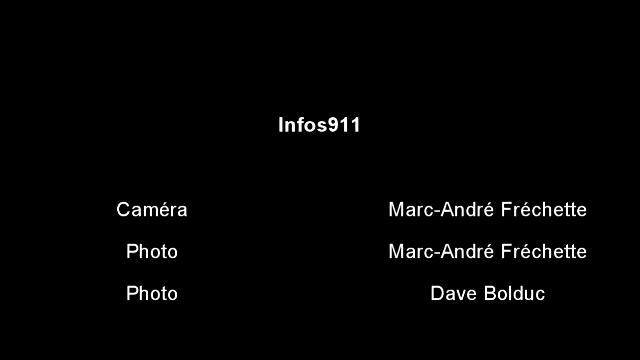 Infos911
Caméra Marc-André Fréchette
Photo Marc-André Fréchette
Photo Dave Bolduc